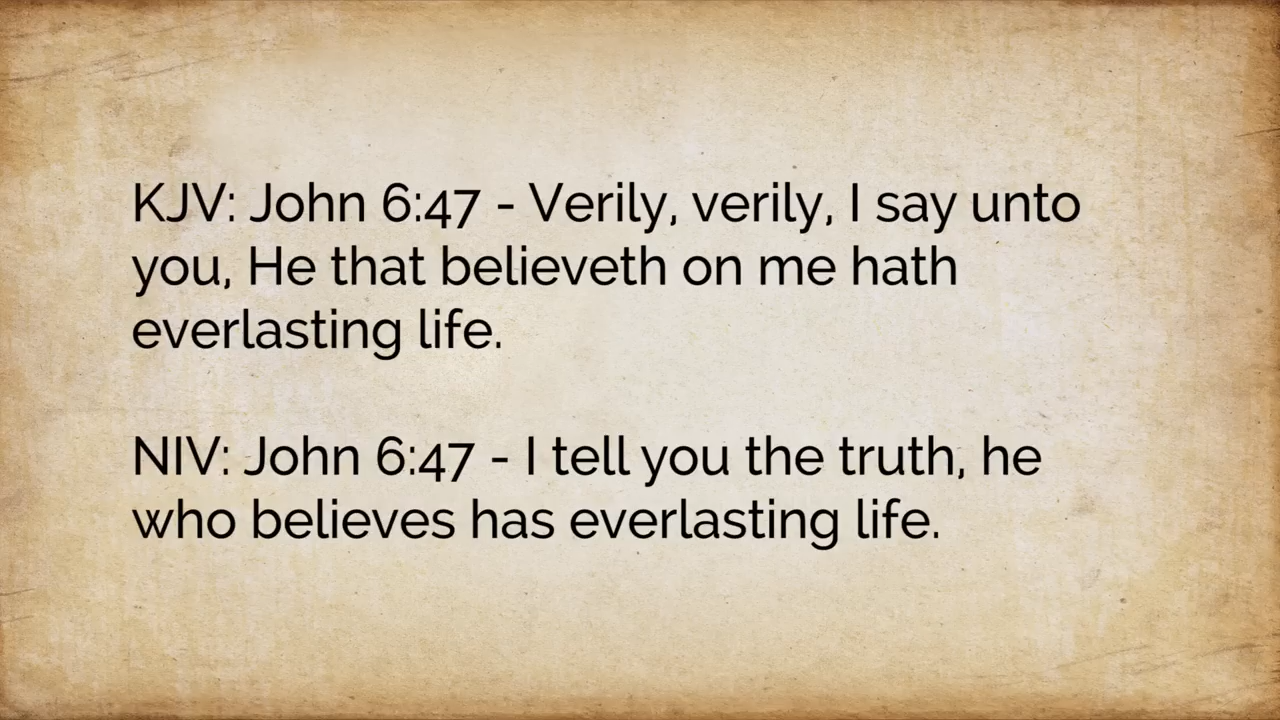 KJV: John 6:47 - Verily, verily, I say unto
you, He that believeth on me hath
everlasting life.
NIV: John 6:47 - I tell you the truth, he
who believes has everlasting life.